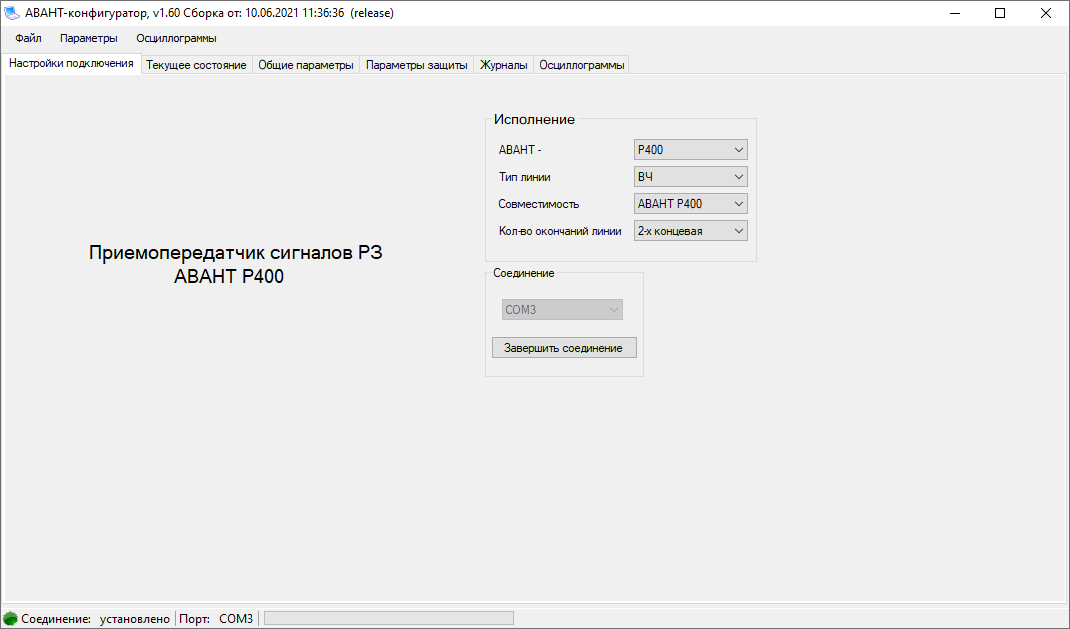 АВАНТ-конфигуратор, v1.60 Сборка от: 10.06.2021 11:36:36 (release)
Файл Параметры Осциллограммы
Настройки подключения Текущее состояние Общие параметры Параметры защиты Журналы Осциллограммы
Исполнение
АВАНТ - Р400
Тип линии ВЧ
Совместимость АВАНТ Р400
Кол-во окончаний линии 2-х концевая
Приемопередатчик сигналов РЗ
АВАНТ Р400
Соединение
COM3
Завершить соединение
Соединение: установлено Порт: COM3